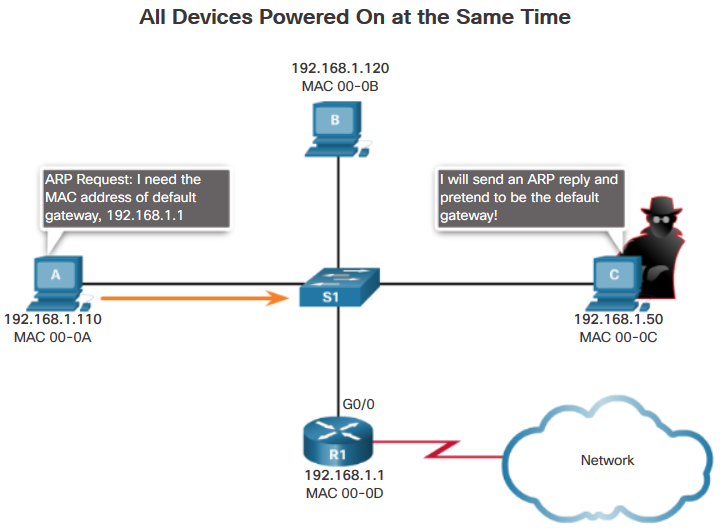 All Devices Powered On at the Same Time
192.168.1.120
MAC 00-0B
B
ARP Request: I need the
MAC address of default
gateway, 192.168.1.1
I will send an ARP reply and
pretend to be the default
gateway!
A
C
S1
192.168.1.110
MAC 00-0A
192.168.1.50
MAC 00-0C
G0/0
R1
192.168.1.1
MAC 00-0D
Network